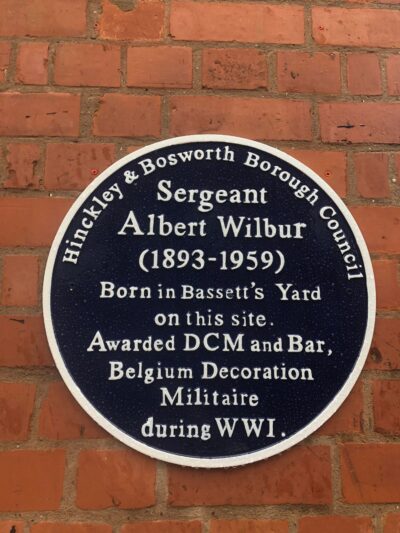 Hinckley & Bosworth Borough Council
Sergeant
Albert Wilbur
(1893-1959)
Born in Bassett's Yard
on this site.
Awarded DCM and Bar,
Belgium Decoration
Militaire
during WWI.